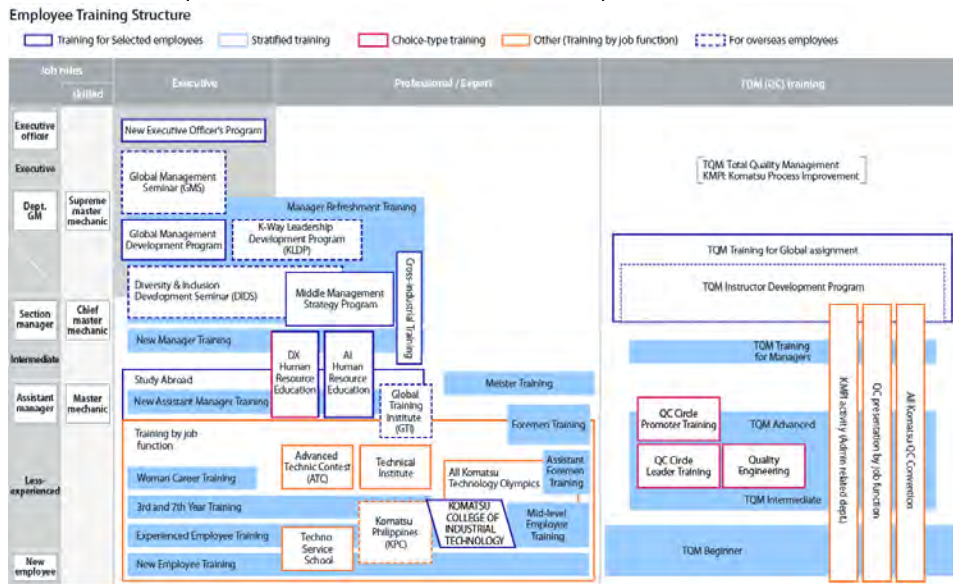 Employee Training Structure
Training for Selected employees
Stratified training
Choice-type training
Other (Training by job function)
For overseas employees
Job roles
skilled
Executive
Professional / Expert
TQM (QC) training
Executive
officer
New Executive Officer's Program
Executive
Global Management
Seminar (GMS)
TQM: Total Quality Management
KMPI: Komatsu Process Improvement
Dept.
GM
Supreme
master
mechanic
Manager Refreshment Training
Global Management
Development Program
K-Way Leadership
Development Program
(KLDP)
Cross-industrial Training
TQM Training for Global assignment
TQM Instructor Development Program
Diversity & Inclusion
Development Seminar (DIDS)
Middle Management
Strategy Program
Section
manager
Chief
master
mechanic
New Manager Training
DX
Human
Resource
Education
AI
Human
Resource
Education
TQM Training
for Managers
Intermediate
Study Abroad
Meister Training
Assistant
manager
Master
mechanic
New Assistant Manager Training
Global
Training
Institute
(GTI)
Foremen Training
QC Circle
Promoter Training
TQM Advanced
KMPI activity (Admin related dept.)
QC presentation by job function
All Komatsu QC Convention
Training by job
function
Advanced
Technic Contest
(ATC)
Technical
Institute
All Komatsu
Technology Olympics
Assistant
Foremen
Training
QC Circle
Leader Training
Quality
Engineering
Less-
experienced
Woman Career Training
TQM Intermediate
3rd and 7th Year Training
Komatsu
Philippines
(KPC)
KOMATSU
COLLEGE OF
INDUSTRIAL
TECHNOLOGY
Mid-level
Employee
Training
Experienced Employee Training
Techno
Service
School
TQM Beginner
New
employee
New Employee Training